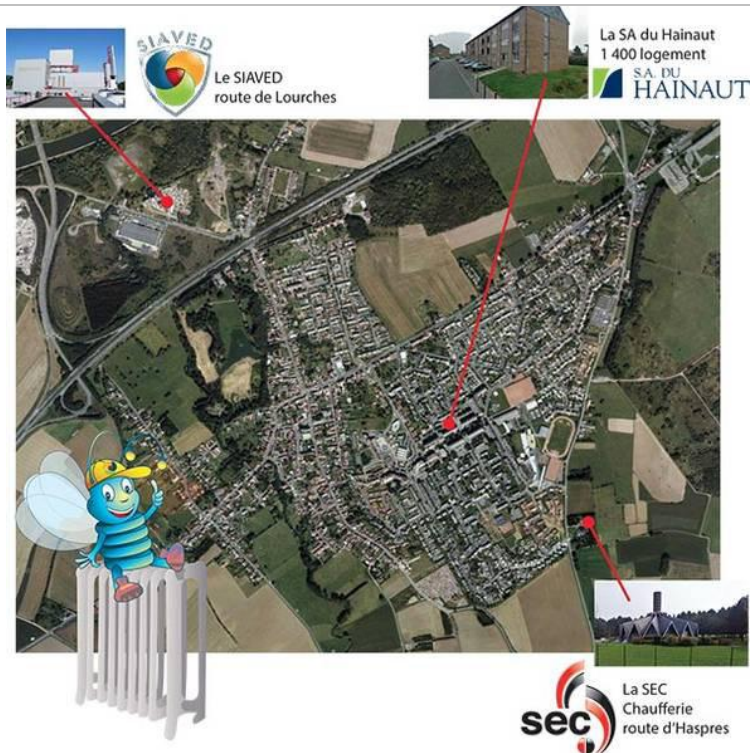 SIAVED
Le SIAVED
route de Lourches
La SA du Hainaut
1 400 logement
S.A. DU
HAINAUT
sec
La SEC
Chaufferie
route d'Haspres